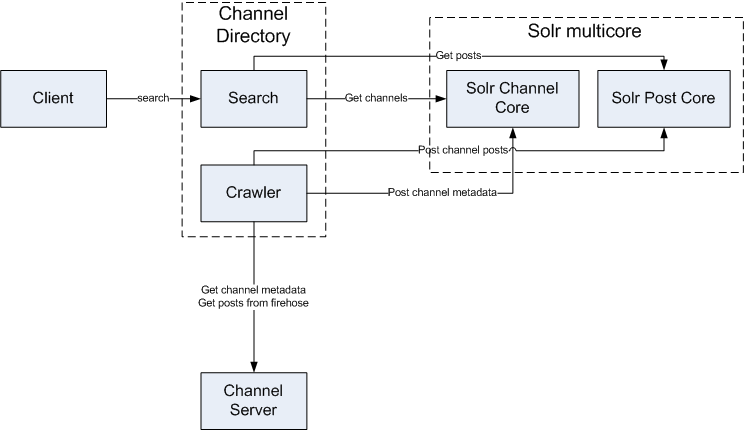 Channel
Directory
Solr multicore
Get posts
Client
search
Search
Get channels
Solr Channel
Core
Solr Post Core
Post channel posts
Crawler
Post channel metadata
Get channel metadata
Get posts from firehose
Channel
Server